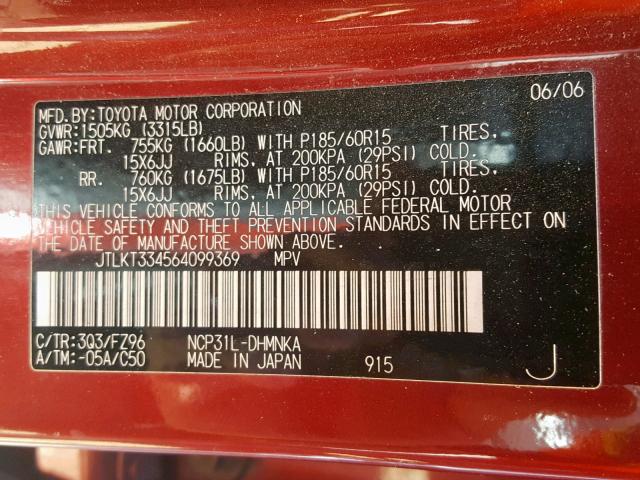 06/06
MFD.BY:TOYOTA MOTOR CORPORATION
GVWR:1505KG (3315LB)
GAWR:FRT. 755KG (1660LB) WITH P185/60R15 TIRES.
15X6JJ RIMS. AT 200KPA (29PSI) COLD.
RR. 760KG (1675LB) WITH P185/60R15 TIRES.
15X6JJ RIMS. AT 200KPA (29PSI) COLD.
THIS VEHICLE CONFORMS TO ALL APPLICABLE FEDERAL MOTOR
VEHICLE SAFETY AND THEFT PREVENTION STANDARDS IN EFFECT ON
THE DATE OF MANUFACTURE SHOWN ABOVE.
JTLKT334564099369 MPV
C/TR:3Q3/FZ96 NCP31L-DHMNKA
A/TM:-05A/C50 MADE IN JAPAN 915 J